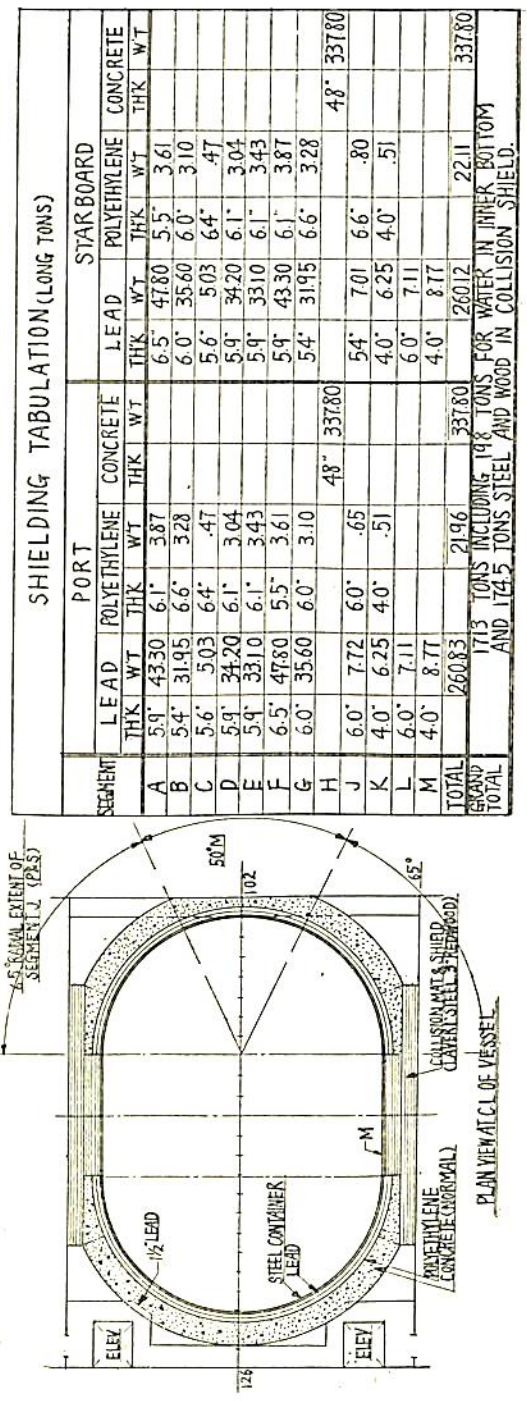 SHIELDING TABULATION (LONG TONS)
SEGMENT PORT STARBOARD
LEAD POLYETHYLENE CONCRETE LEAD POLYETHYLENE CONCRETE
THK WT THK WT THK WT THK WT THK WT THK WT
A 5.9" 43.30 6.1" 3.87 6.5" 47.80 5.5" 3.61
B 5.4" 31.95 6.6" 3.28 6.0" 35.60 6.0" 3.10
C 5.6" 5.03 6.4" .47 5.6" 5.03 6.4" .47
D 5.9" 34.20 6.1" 3.04 5.9" 34.20 6.1" 3.04
E 5.9" 33.10 6.1" 3.43 5.9" 33.10 6.1" 3.43
F 6.5" 47.80 5.5" 3.61 5.9" 43.30 6.1" 3.87
G 6.0" 35.60 6.0" 3.10 5.4" 31.95 6.6" 3.28
H 48" 337.80 48" 337.80
J 6.0" 7.72 6.0" .65 5.4" 7.01 6.6" .80
K 4.0" 6.25 4.0" .51 4.0" 6.25 4.0" .51
L 6.0" 7.11 6.0" 7.11
M 4.0" 8.77 4.0" 8.77
TOTAL 260.83 21.96 337.80 260.12 22.11 337.80
GRAND TOTAL 1713 TONS INCLUDING 198 TONS FOR WATER IN INNER BOTTOM
AND 174.5 TONS STEEL AND WOOD IN COLLISION SHIELD.
RADIAL EXTENT OF
SEGMENT J (P&S)
50° M
65°
102
126
ELEV
ELEV
1½" LEAD
STEEL CONTAINER
LEAD
M
POLYETHYLENE
CONCRETE (NORMAL)
COLLISION MAT & SHIELD
REDWOOD)
PLAN VIEW AT CL OF VESSEL